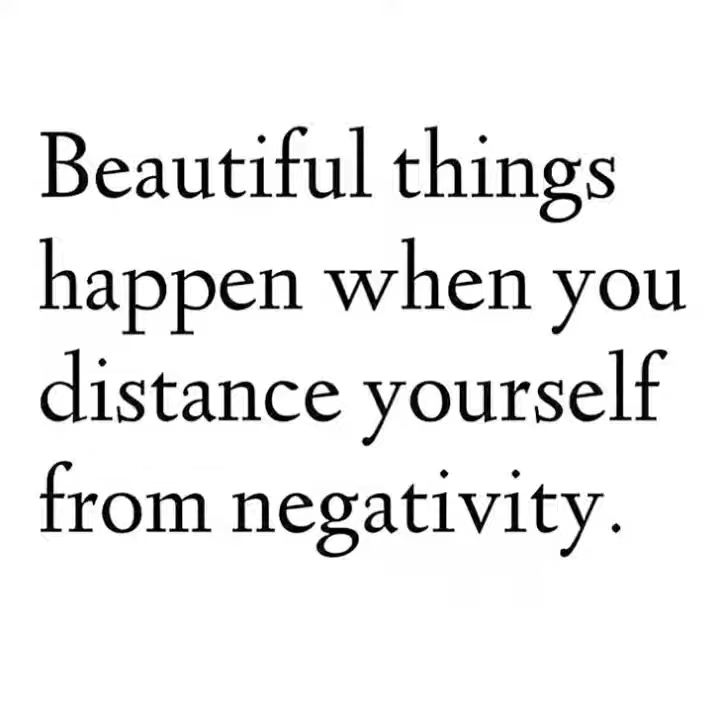 Beautiful things
happen when you
distance yourself
from negativity.